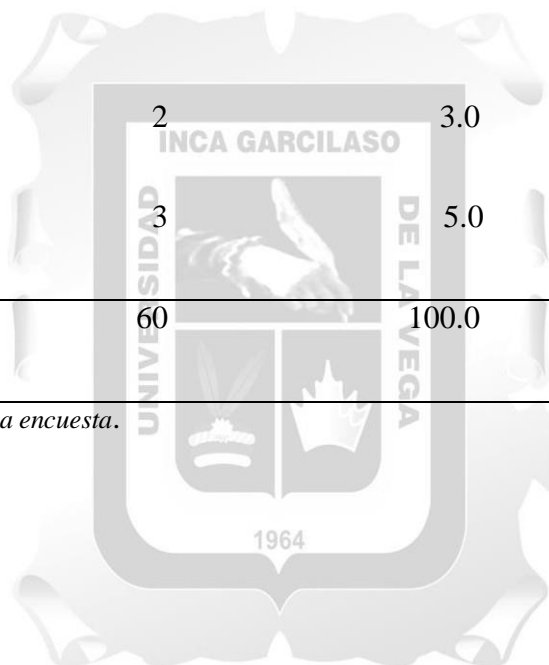 2 3.0
INCA GARCILASO
3 5.0
UNIVERSIDAD
DE LA VEGA
60 100.0
a encuesta.
1964